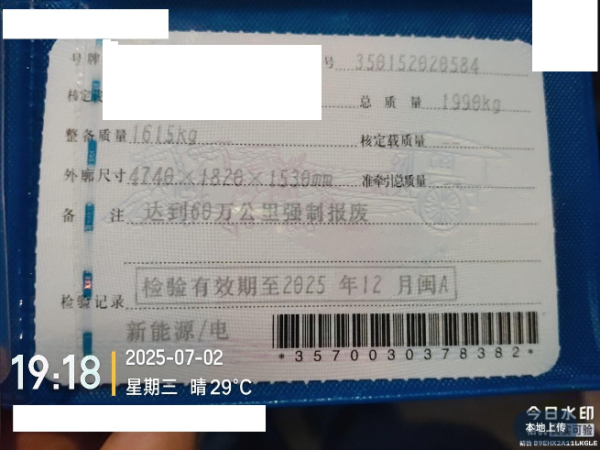 号牌 号 350152020584
核定载 总质量 1990kg
整备质量 1615kg 核定载质量
外廓尺寸 4740×1820×1530mm 准牵引总质量
备注 达到60万公里强制报废
检验记录 检验有效期至2025年12月闽A
新能源/电
*3570030378382*
19:18 2025-07-02
星期三 晴 29°C
今日水印
本地上传